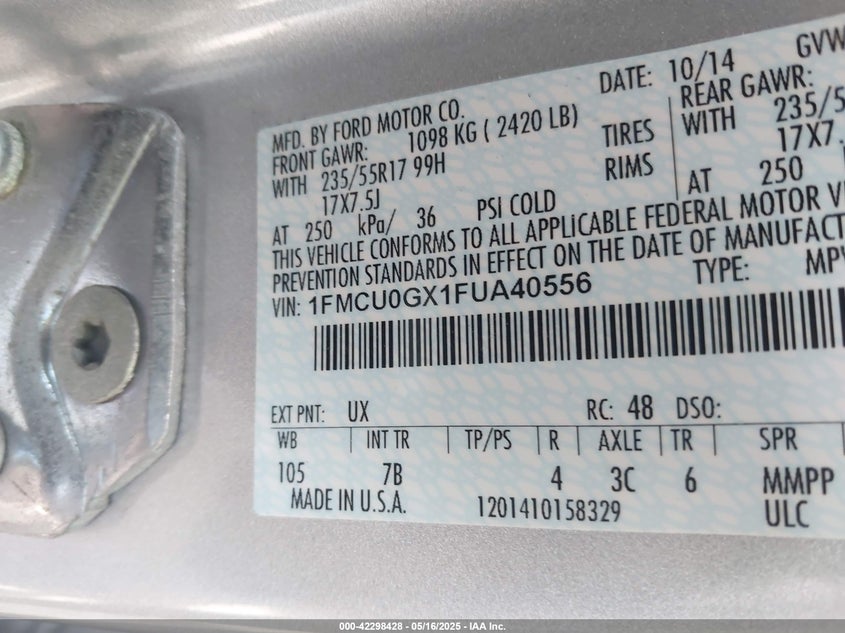 MFD. BY FORD MOTOR CO. DATE: 10/14 GVW
FRONT GAWR: 1098 KG ( 2420 LB) REAR GAWR:
WITH 235/55R17 99H TIRES WITH 235/5
17X7.5J RIMS 17X7.
AT 250 kPa/ 36 PSI COLD AT 250
THIS VEHICLE CONFORMS TO ALL APPLICABLE FEDERAL MOTOR V
PREVENTION STANDARDS IN EFFECT ON THE DATE OF MANUFACT
VIN: 1FMCU0GX1FUA40556 TYPE: MPV
EXT PNT: UX RC: 48 DSO:
WB INT TR TP/PS R AXLE TR SPR
105 7B 4 3C 6 MMPP
MADE IN U.S.A. 1201410158329 ULC
000-42298428 - 05/16/2025 - IAA Inc.